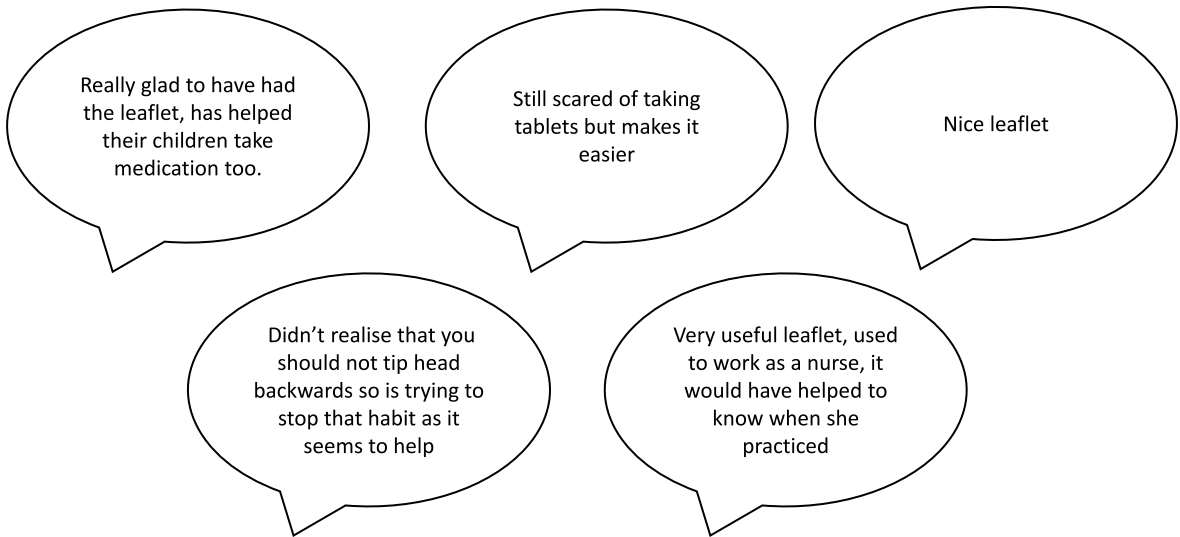 Really glad to have had
the leaflet, has helped
their children take
medication too.
Still scared of taking
tablets but makes it
easier
Nice leaflet
Didn’t realise that you
should not tip head
backwards so is trying to
stop that habit as it
seems to help
Very useful leaflet, used
to work as a nurse, it
would have helped to
know when she
practiced